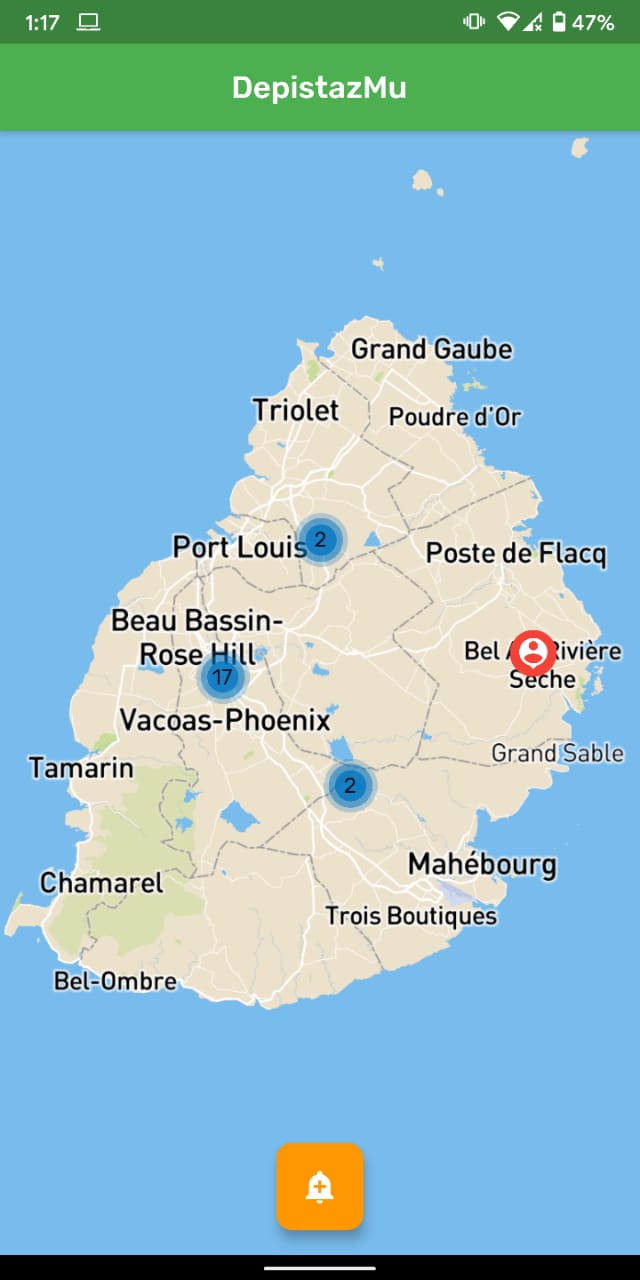 1:17
47%
DepistazMu
Grand Gaube
Triolet
Poudre d'Or
2
Port Louis
Poste de Flacq
Beau Bassin-
Rose Hill
Bel Rivière
Sèche
17
Vacoas-Phoenix
Grand Sable
Tamarin
2
Mahébourg
Chamarel
Trois Boutiques
Bel-Ombre